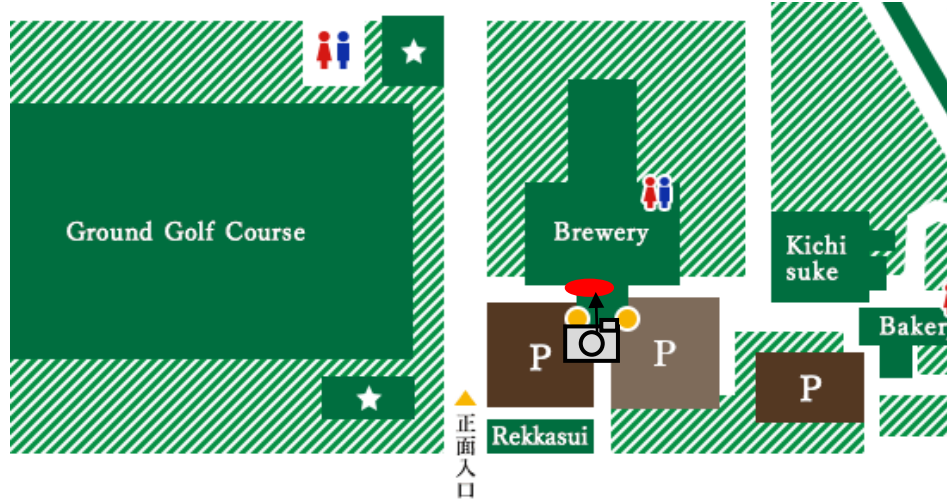 Ground Golf Course
Brewery
Kichi
suke
Baker
P
P
P
Rekkasui
正面入口